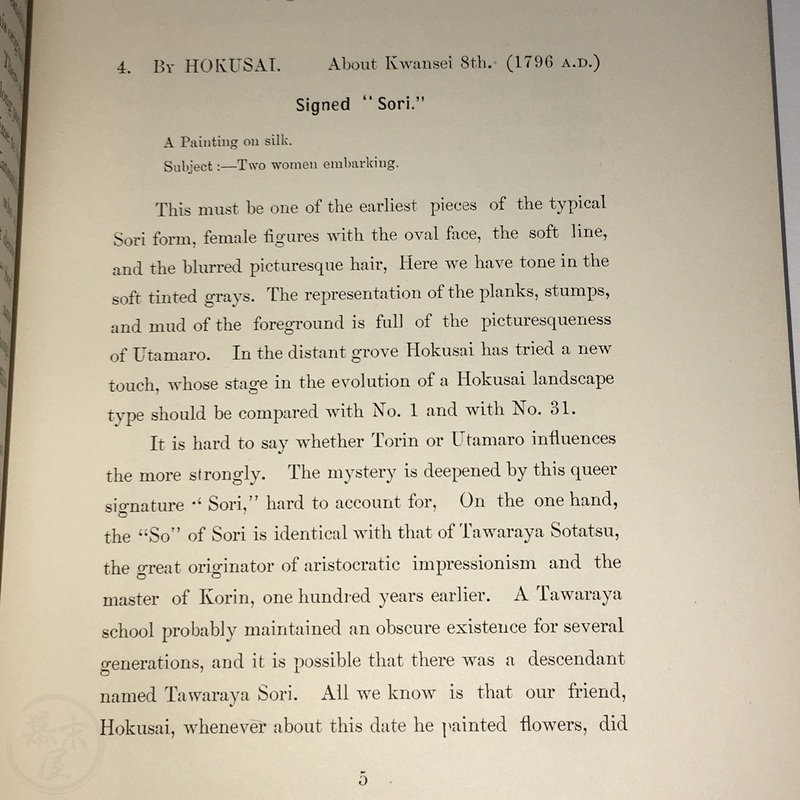 4. By HOKUSAI. About Kwansei 8th. (1796 A.D.)
Signed "Sori."
A Painting on silk.
Subject :—Two women embarking.
This must be one of the earliest pieces of the typical
Sori form, female figures with the oval face, the soft line,
and the blurred picturesque hair, Here we have tone in the
soft tinted grays. The representation of the planks, stumps,
and mud of the foreground is full of the picturesqueness
of Utamaro. In the distant grove Hokusai has tried a new
touch, whose stage in the evolution of a Hokusai landscape
type should be compared with No. 1 and with No. 31.
It is hard to say whether Torin or Utamaro influences
the more strongly. The mystery is deepened by this queer
signature "Sori," hard to account for, On the one hand,
the "So" of Sori is identical with that of Tawaraya Sotatsu,
the great originator of aristocratic impressionism and the
master of Korin, one hundred years earlier. A Tawaraya
school probably maintained an obscure existence for several
generations, and it is possible that there was a descendant
named Tawaraya Sori. All we know is that our friend,
Hokusai, whenever about this date he painted flowers, did
5
幕末屋